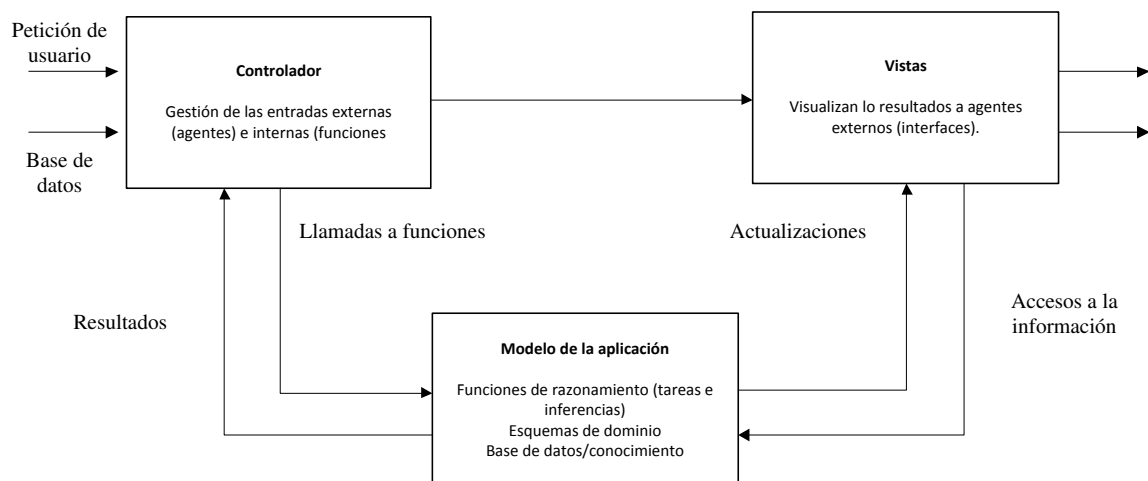 Petición de
usuario
Base de
datos
Controlador
Gestión de las entradas externas
(agentes) e internas (funciones
Vistas
Visualizan lo resultados a agentes
externos (interfaces).
Llamadas a funciones
Actualizaciones
Resultados
Accesos a la
información
Modelo de la aplicación
Funciones de razonamiento (tareas e
inferencias)
Esquemas de dominio
Base de datos/conocimiento